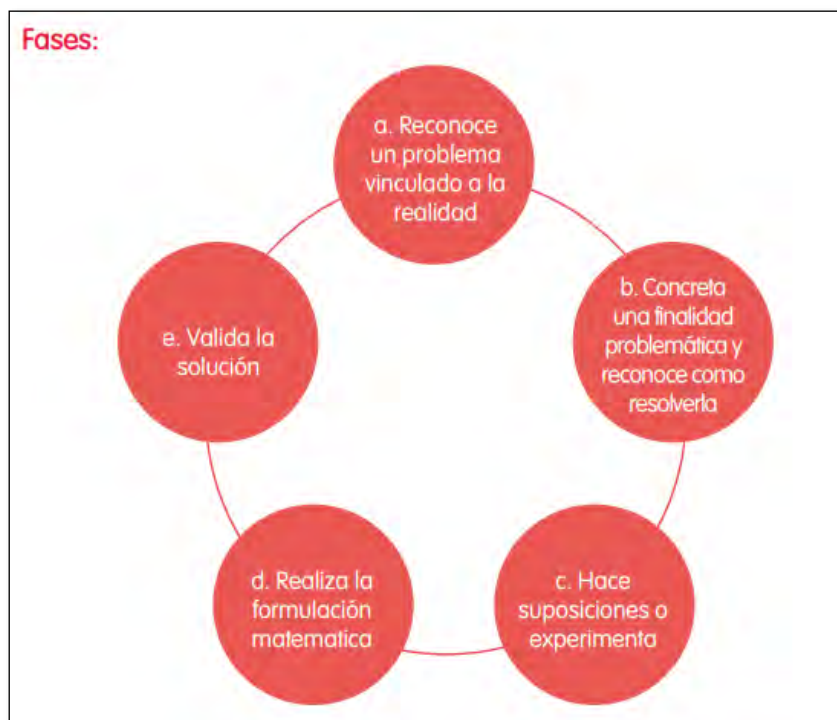 Fases:
a. Reconoce
un problema
vinculado a la
realidad
b. Concreta
una finalidad
problemática y
reconoce como
resolverla
c. Hace
suposiciones o
experimenta
d. Realiza la
formulación
matematica
e. Valida la
solución